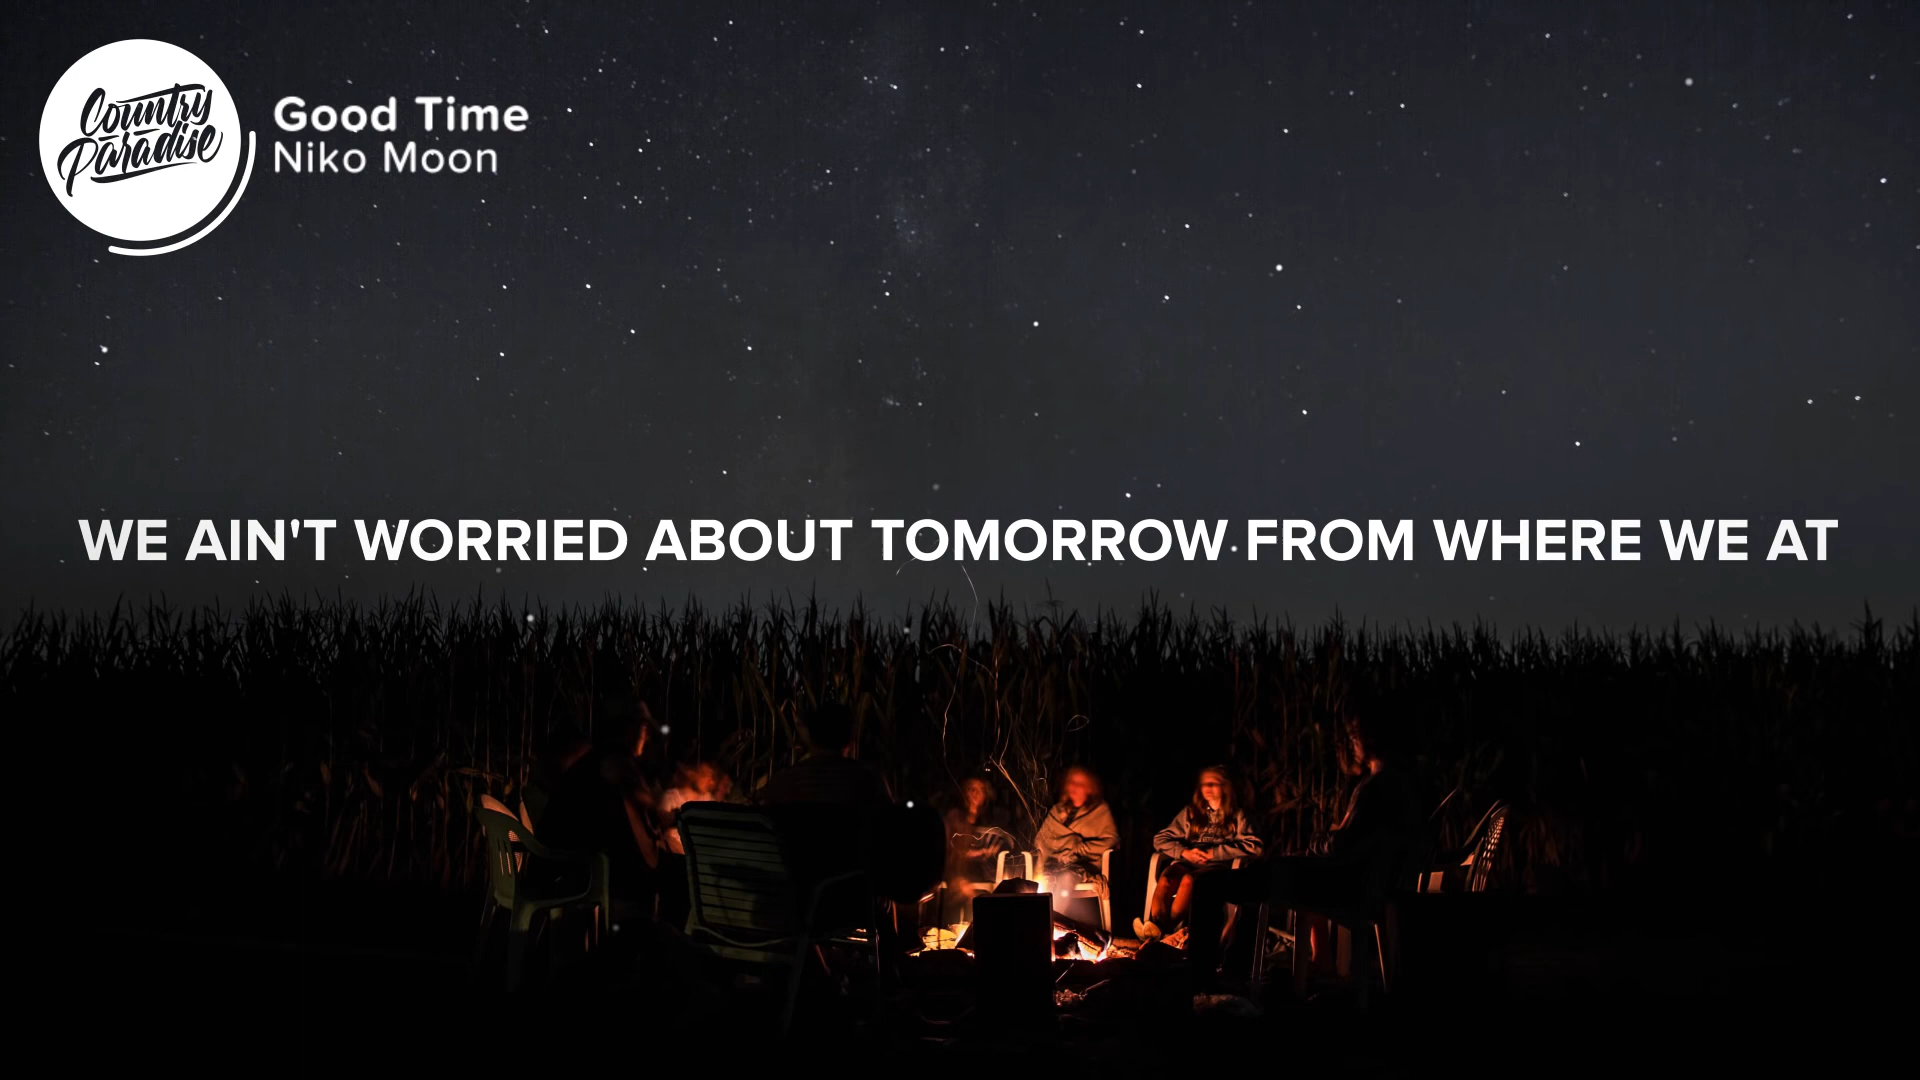 Country
Paradise
Good Time
Niko Moon
WE AIN'T WORRIED ABOUT TOMORROW FROM WHERE WE AT